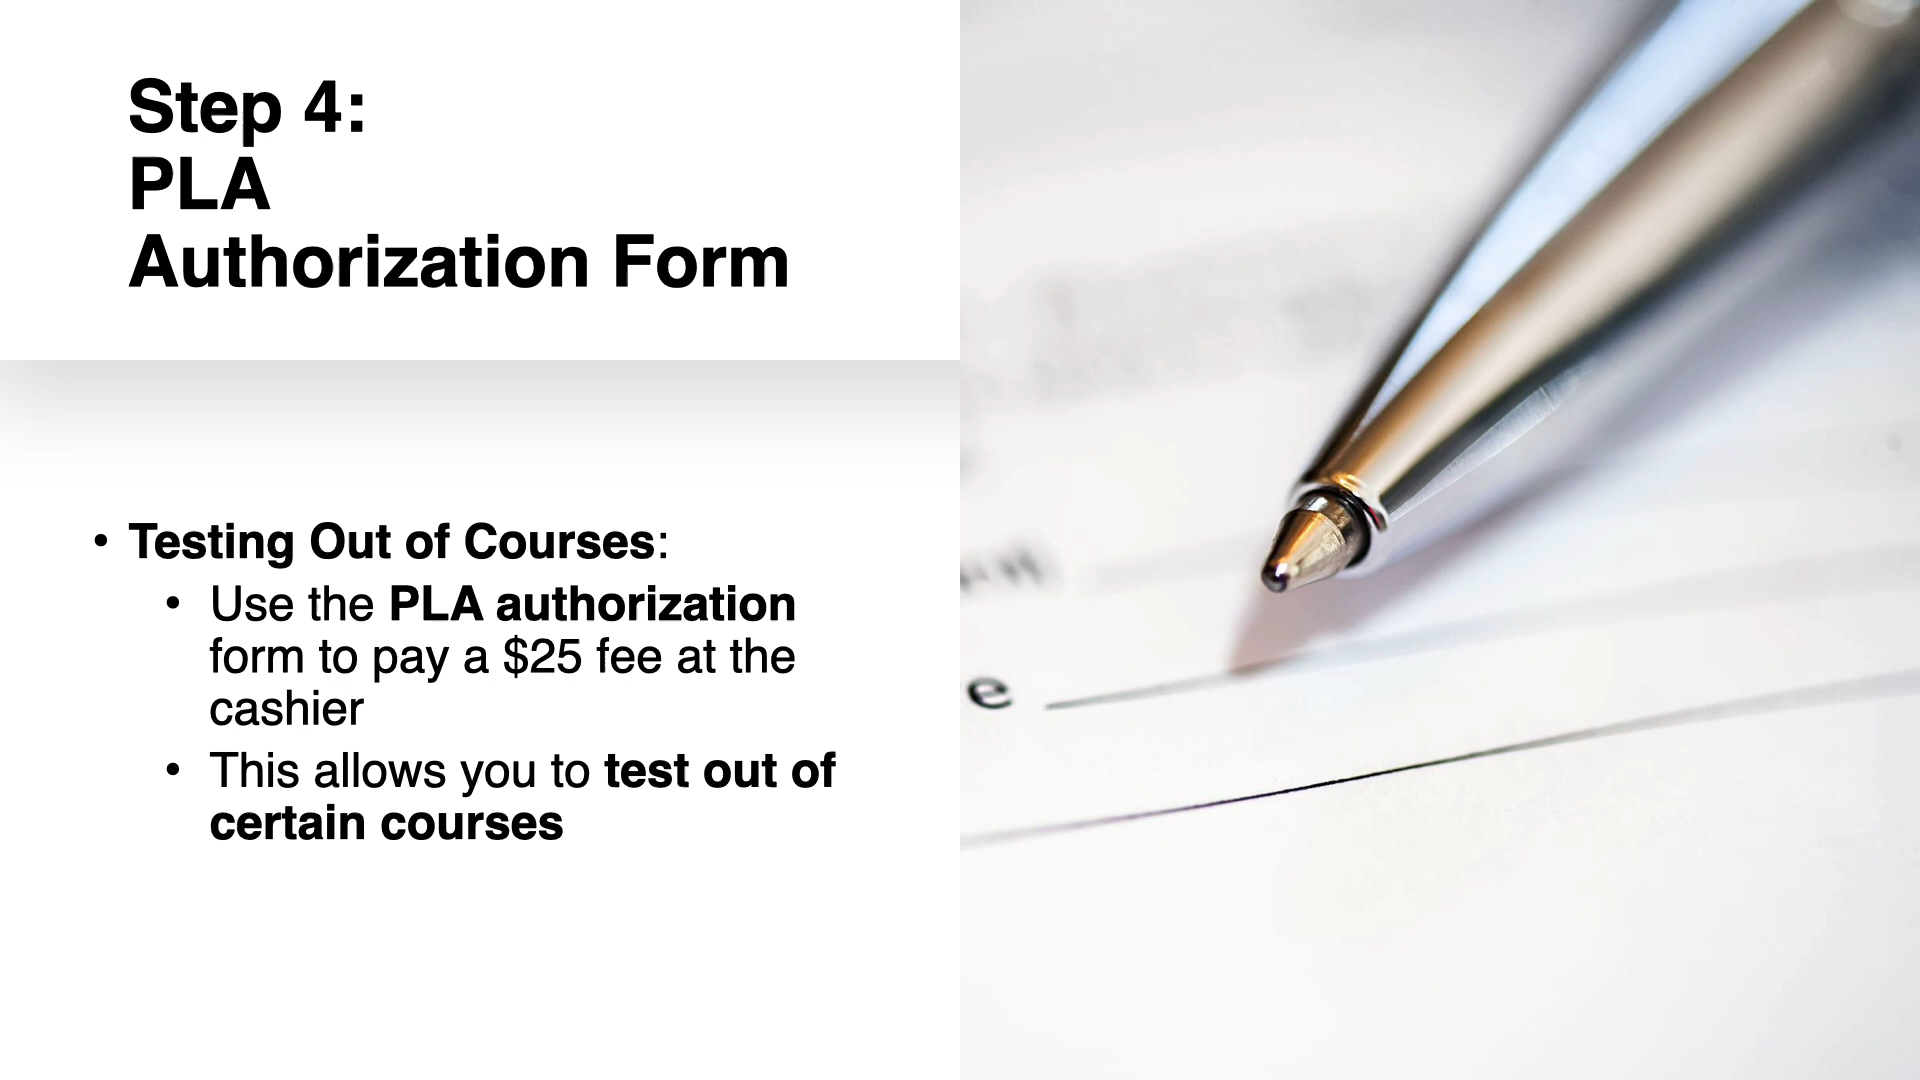 Step 4:
PLA
Authorization Form
• Testing Out of Courses:
• Use the PLA authorization
form to pay a $25 fee at the
cashier
• This allows you to test out of
certain courses
e